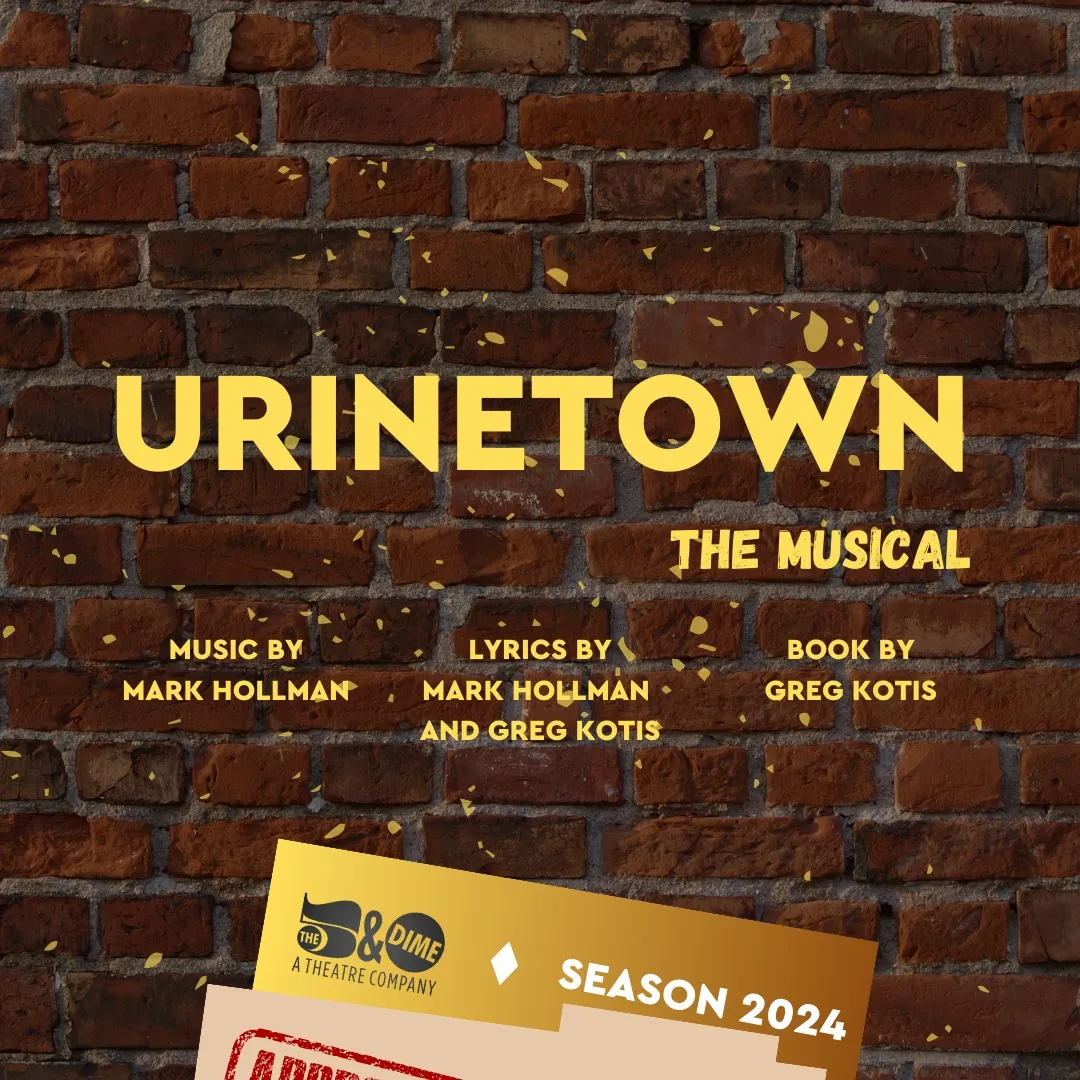 URINETOWN
THE MUSICAL
MUSIC BY
MARK HOLLMAN
LYRICS BY
MARK HOLLMAN
AND GREG KOTIS
BOOK BY
GREG KOTIS
THE 5 & DIME
A THEATRE COMPANY
SEASON 2024